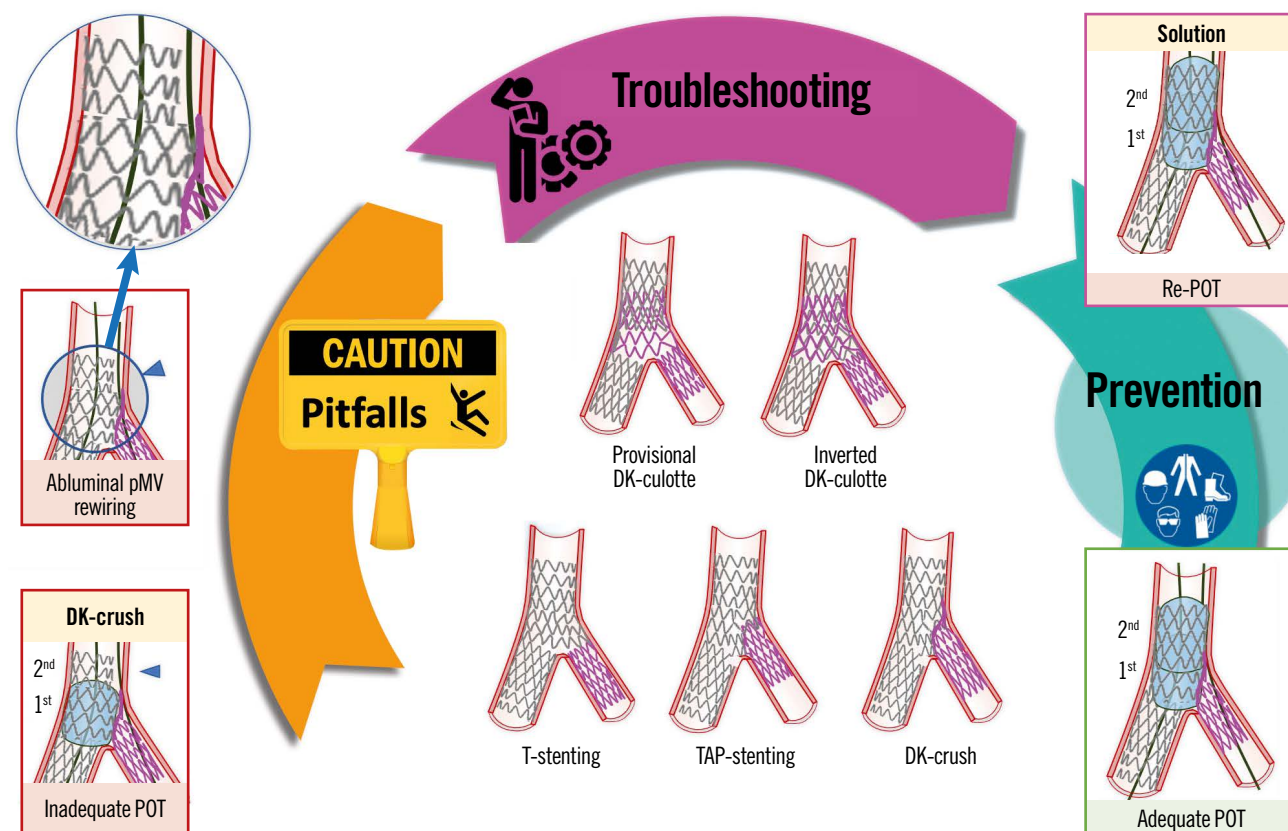 Troubleshooting
Solution
2nd
1st
Re-POT
CAUTION
Pitfalls
Prevention
Abluminal pMV
rewiring
Provisional
DK-culotte
Inverted
DK-culotte
DK-crush
2nd
1st
Inadequate POT
T-stenting
TAP-stenting
DK-crush
2nd
1st
Adequate POT